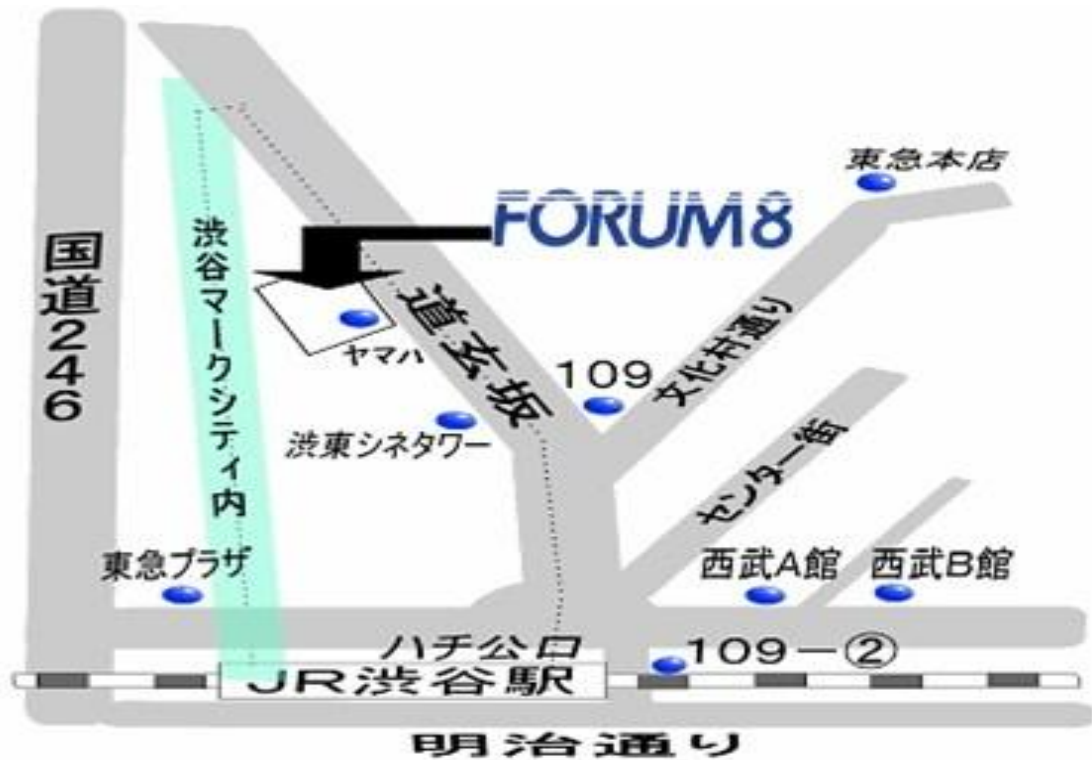 東急本店
FORUM8
国道246
渋谷マークシティ内
道玄坂
文化村通り
ヤマハ
109
渋東シネタワー
センター街
東急プラザ
西武A館
西武B館
ハチ公口
109-②
JR渋谷駅
明治通り